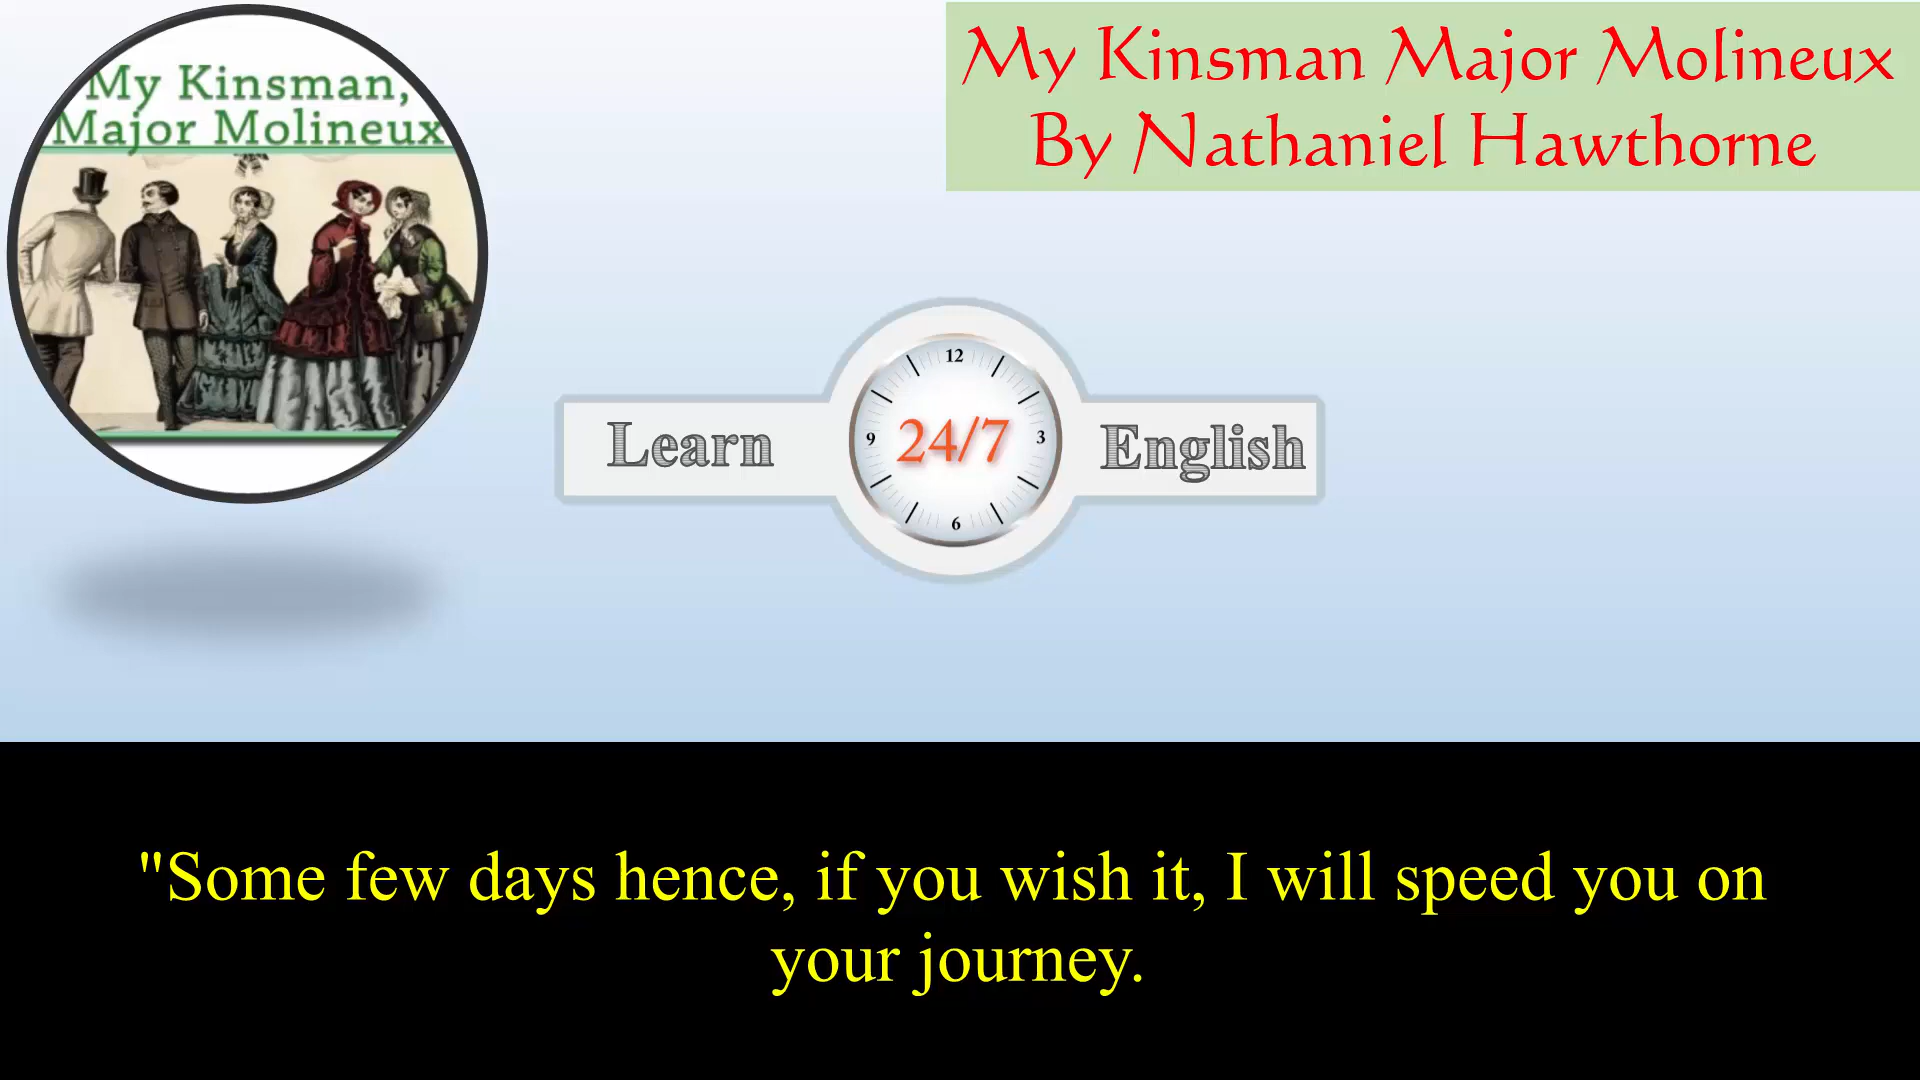 My Kinsman,
Major Molineux
My Kinsman Major Molineux
By Nathaniel Hawthorne
12
Learn
9
24/7
3
English
6
"Some few days hence, if you wish it, I will speed you on
your journey.